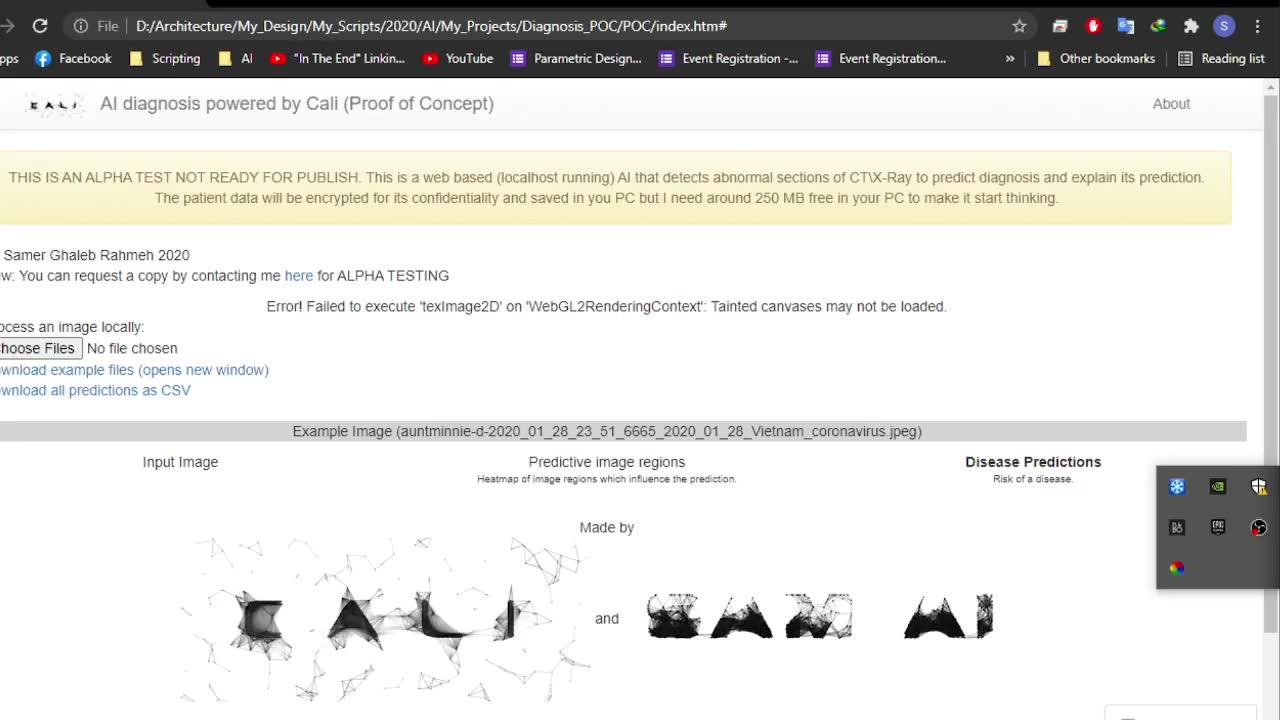 File D:/Architecture/My_Design/My_Scripts/2020/AI/My_Projects/Diagnosis_POC/POC/index.htm#
S
pps Facebook Scripting AI "In The End" Linkin... YouTube Parametric Design... Event Registration -... Event Registration... » Other bookmarks Reading list
CALI AI diagnosis powered by Cali (Proof of Concept) About
THIS IS AN ALPHA TEST NOT READY FOR PUBLISH. This is a web based (localhost running) AI that detects abnormal sections of CT\X-Ray to predict diagnosis and explain its prediction.
The patient data will be encrypted for its confidentiality and saved in you PC but I need around 250 MB free in your PC to make it start thinking.
Samer Ghaleb Rahmeh 2020
ew: You can request a copy by contacting me here for ALPHA TESTING
Error! Failed to execute 'texImage2D' on 'WebGL2RenderingContext': Tainted canvases may not be loaded.
ocess an image locally:
hoose Files No file chosen
wnload example files (opens new window)
wnload all predictions as CSV
Example Image (auntminnie-d-2020_01_28_23_51_6665_2020_01_28_Vietnam_coronavirus.jpeg)
Input Image Predictive image regions Disease Predictions
Heatmap of image regions which influence the prediction. Risk of a disease.
Made by
CALI and SAM AI
EPIC